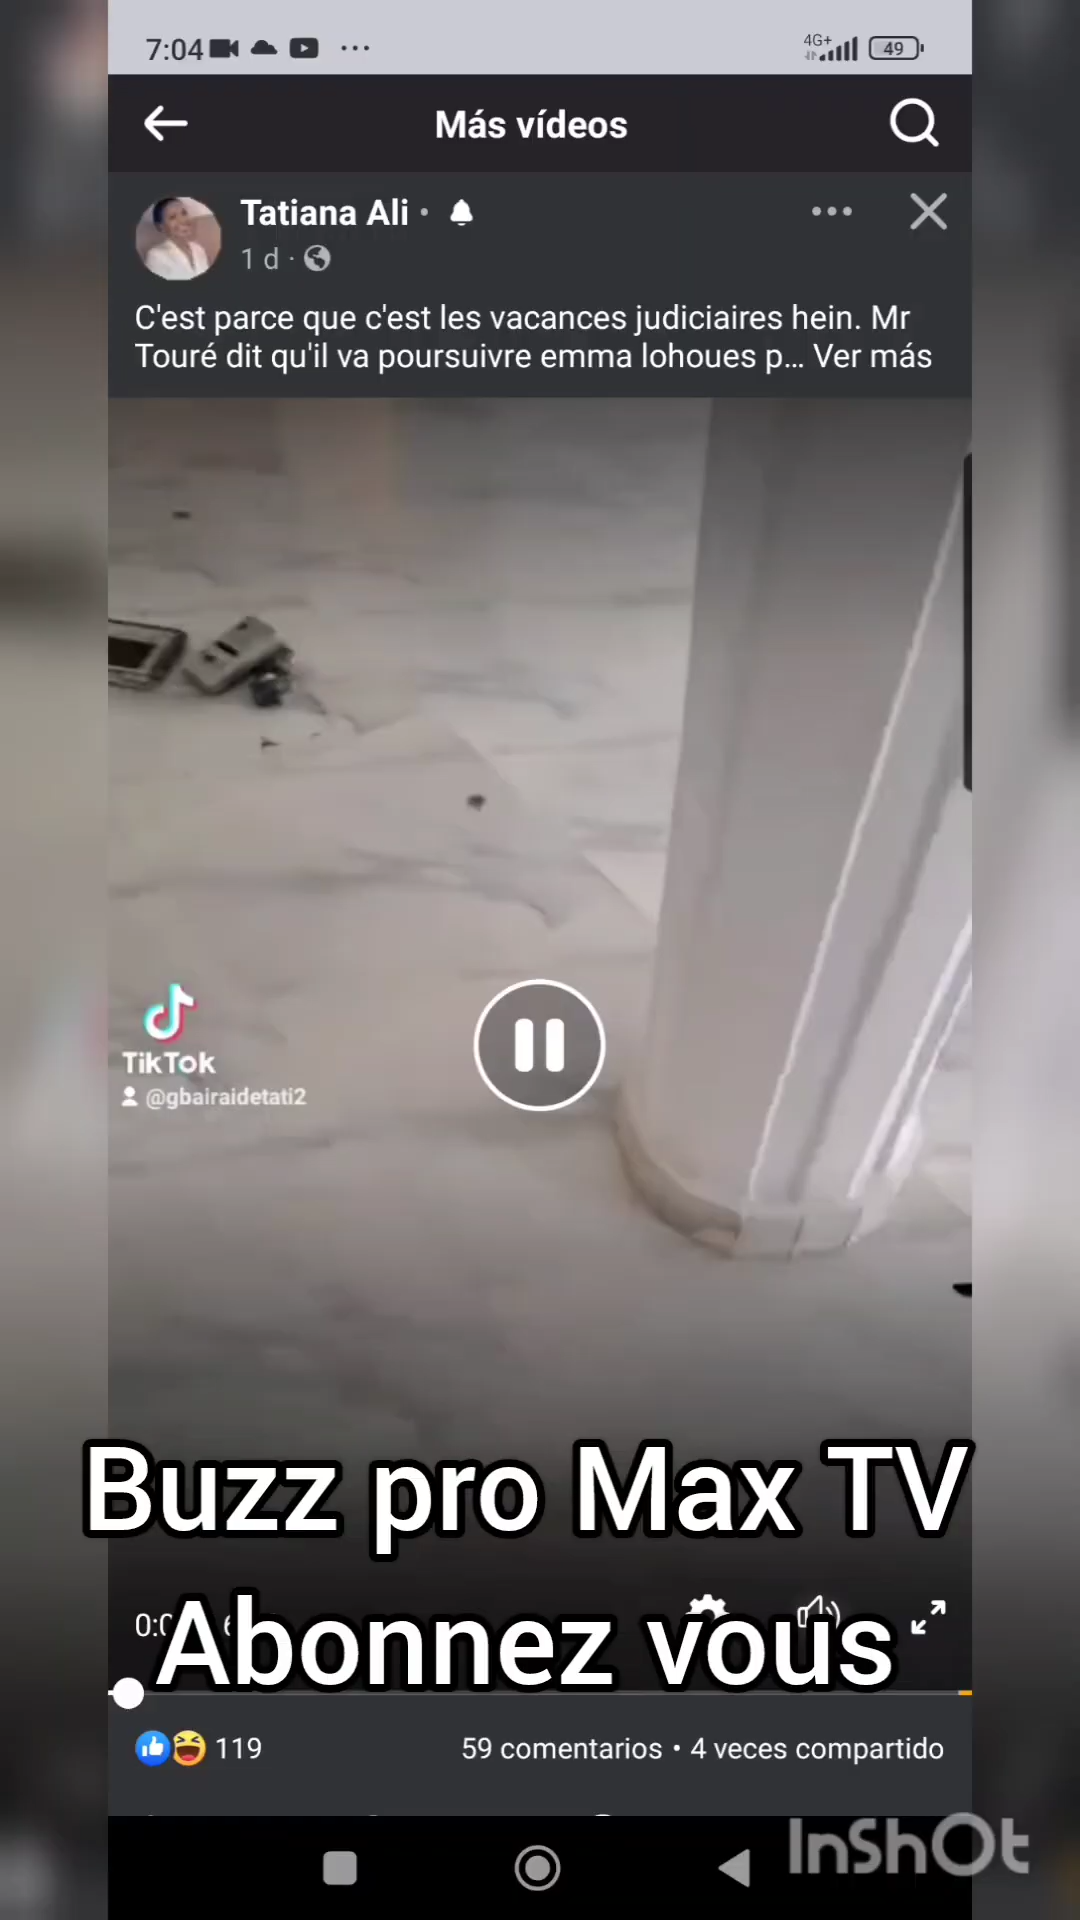 7:04
4G+
49
Más vídeos
Tatiana Ali
1 d
C'est parce que c'est les vacances judiciaires hein. Mr
Touré dit qu'il va poursuivre emma lohoues p... Ver más
TikTok
@gbairaidetati2
Buzz pro Max TV
Abonnez vous
119
59 comentarios • 4 veces compartido
InShOt